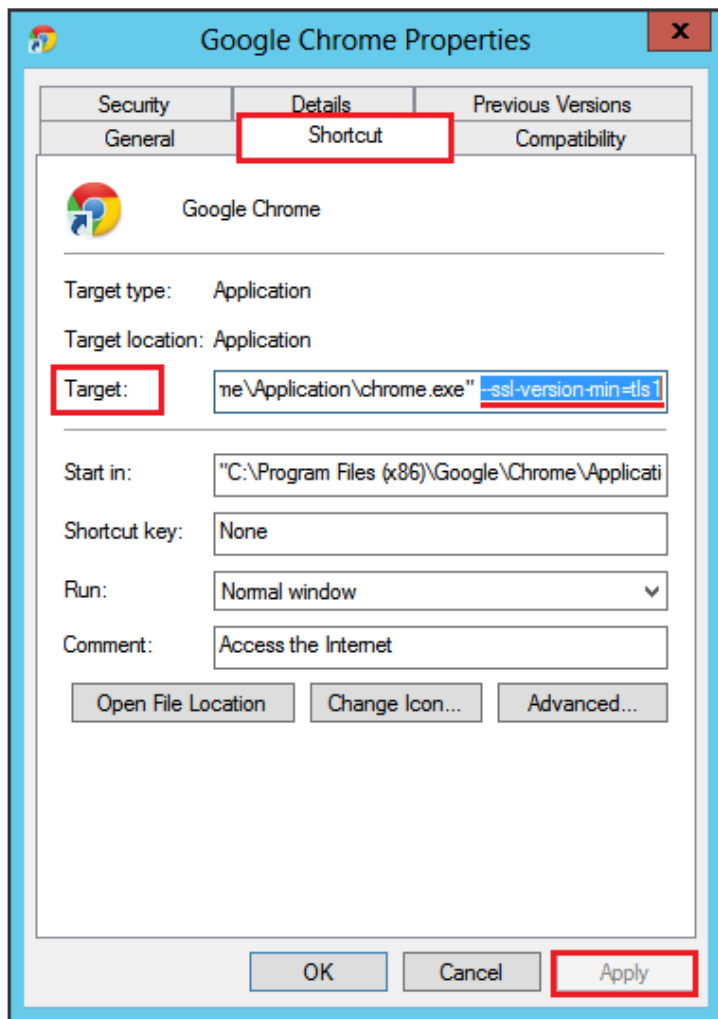 Google Chrome Properties
x
Security Details Previous Versions
General Shortcut Compatibility
Google Chrome
Target type: Application
Target location: Application
Target: me\Application\chrome.exe" --ssl-version-min=tls1
Start in: "C:\Program Files (x86)\Google\Chrome\Applicati
Shortcut key: None
Run: Normal window
Comment: Access the Internet
Open File Location Change Icon... Advanced...
OK Cancel Apply